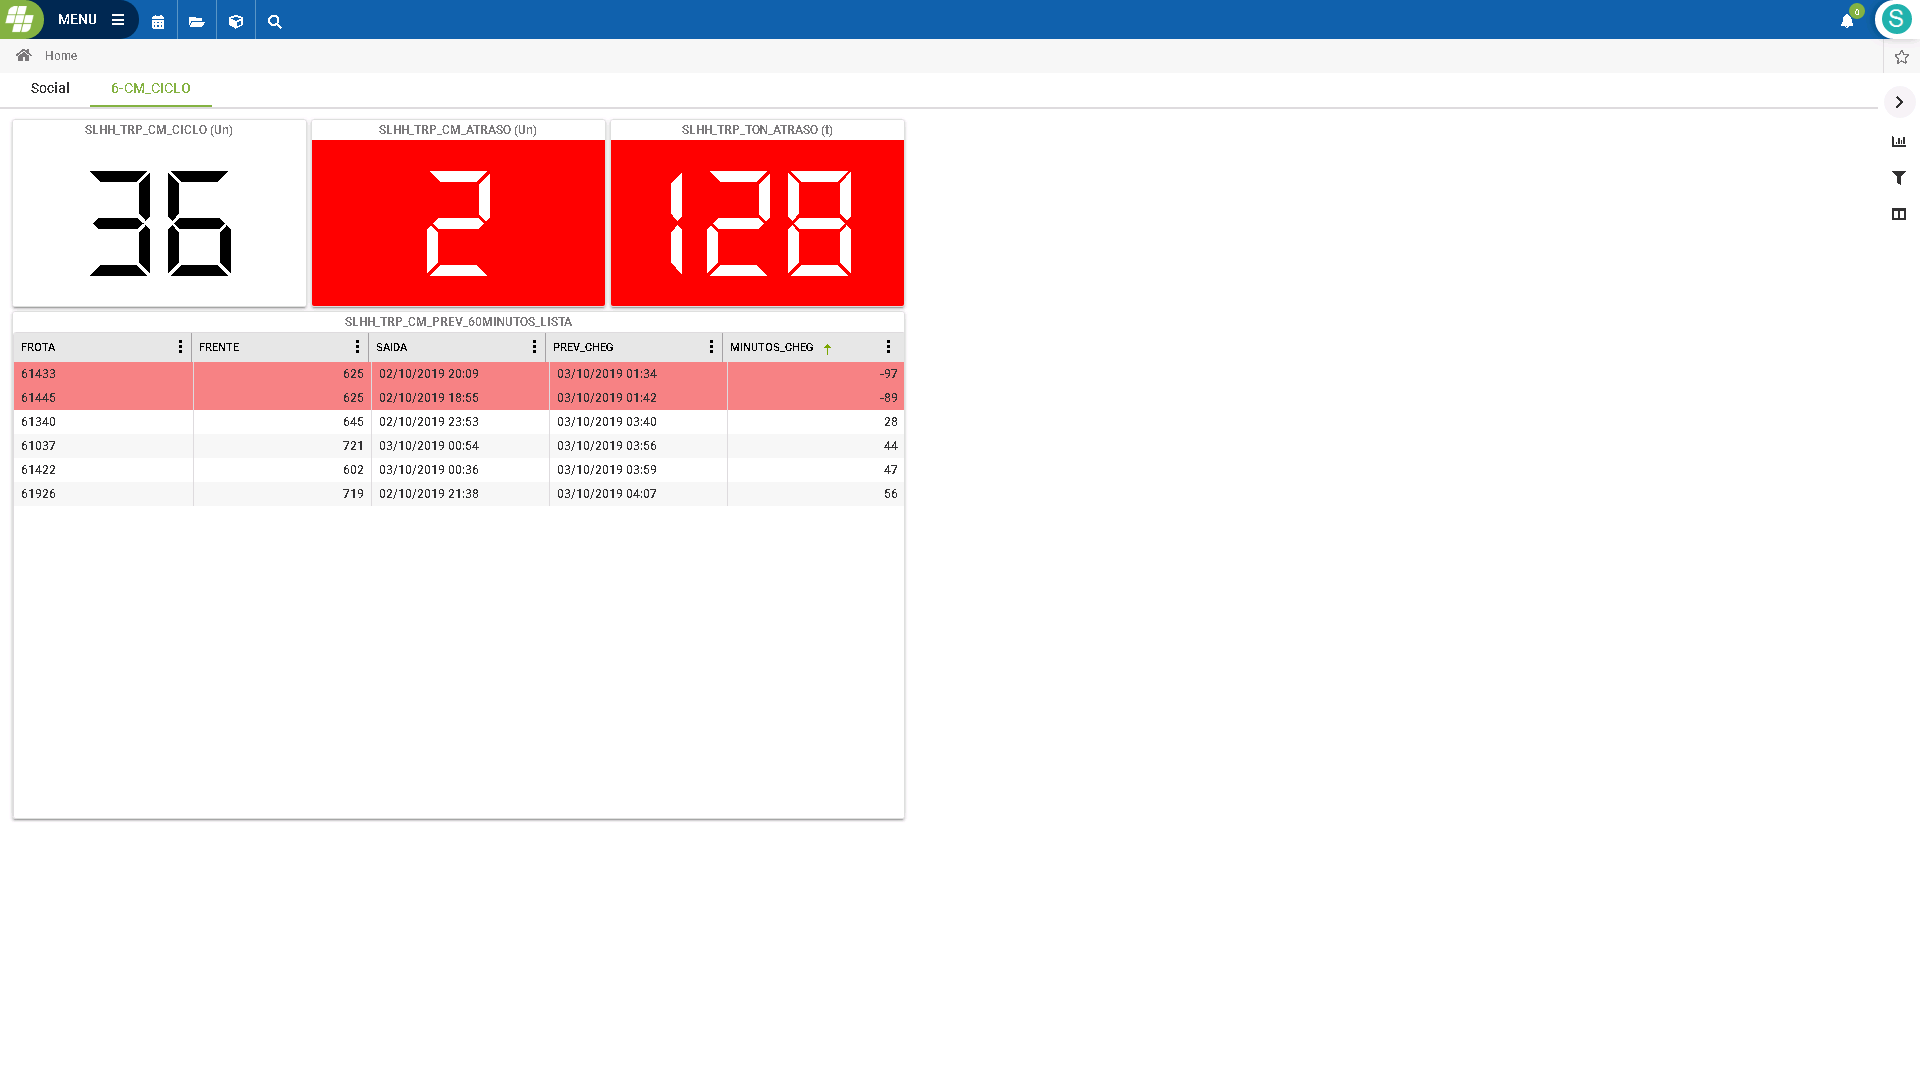 MENU
0
S
Home
Social
6-CM_CICLO
SLHH_TRP_CM_CICLO (Un)
SLHH_TRP_CM_ATRASO (Un)
SLHH_TRP_TON_ATRASO (t)
36
2
128
SLHH_TRP_CM_PREV_60MINUTOS_LISTA
FROTA FRENTE SAIDA PREV_CHEG MINUTOS_CHEG
61433 625 02/10/2019 20:09 03/10/2019 01:34 -97
61445 625 02/10/2019 18:55 03/10/2019 01:42 -89
61340 645 02/10/2019 23:53 03/10/2019 03:40 28
61037 721 03/10/2019 00:54 03/10/2019 03:56 44
61422 602 03/10/2019 00:36 03/10/2019 03:59 47
61926 719 02/10/2019 21:38 03/10/2019 04:07 56